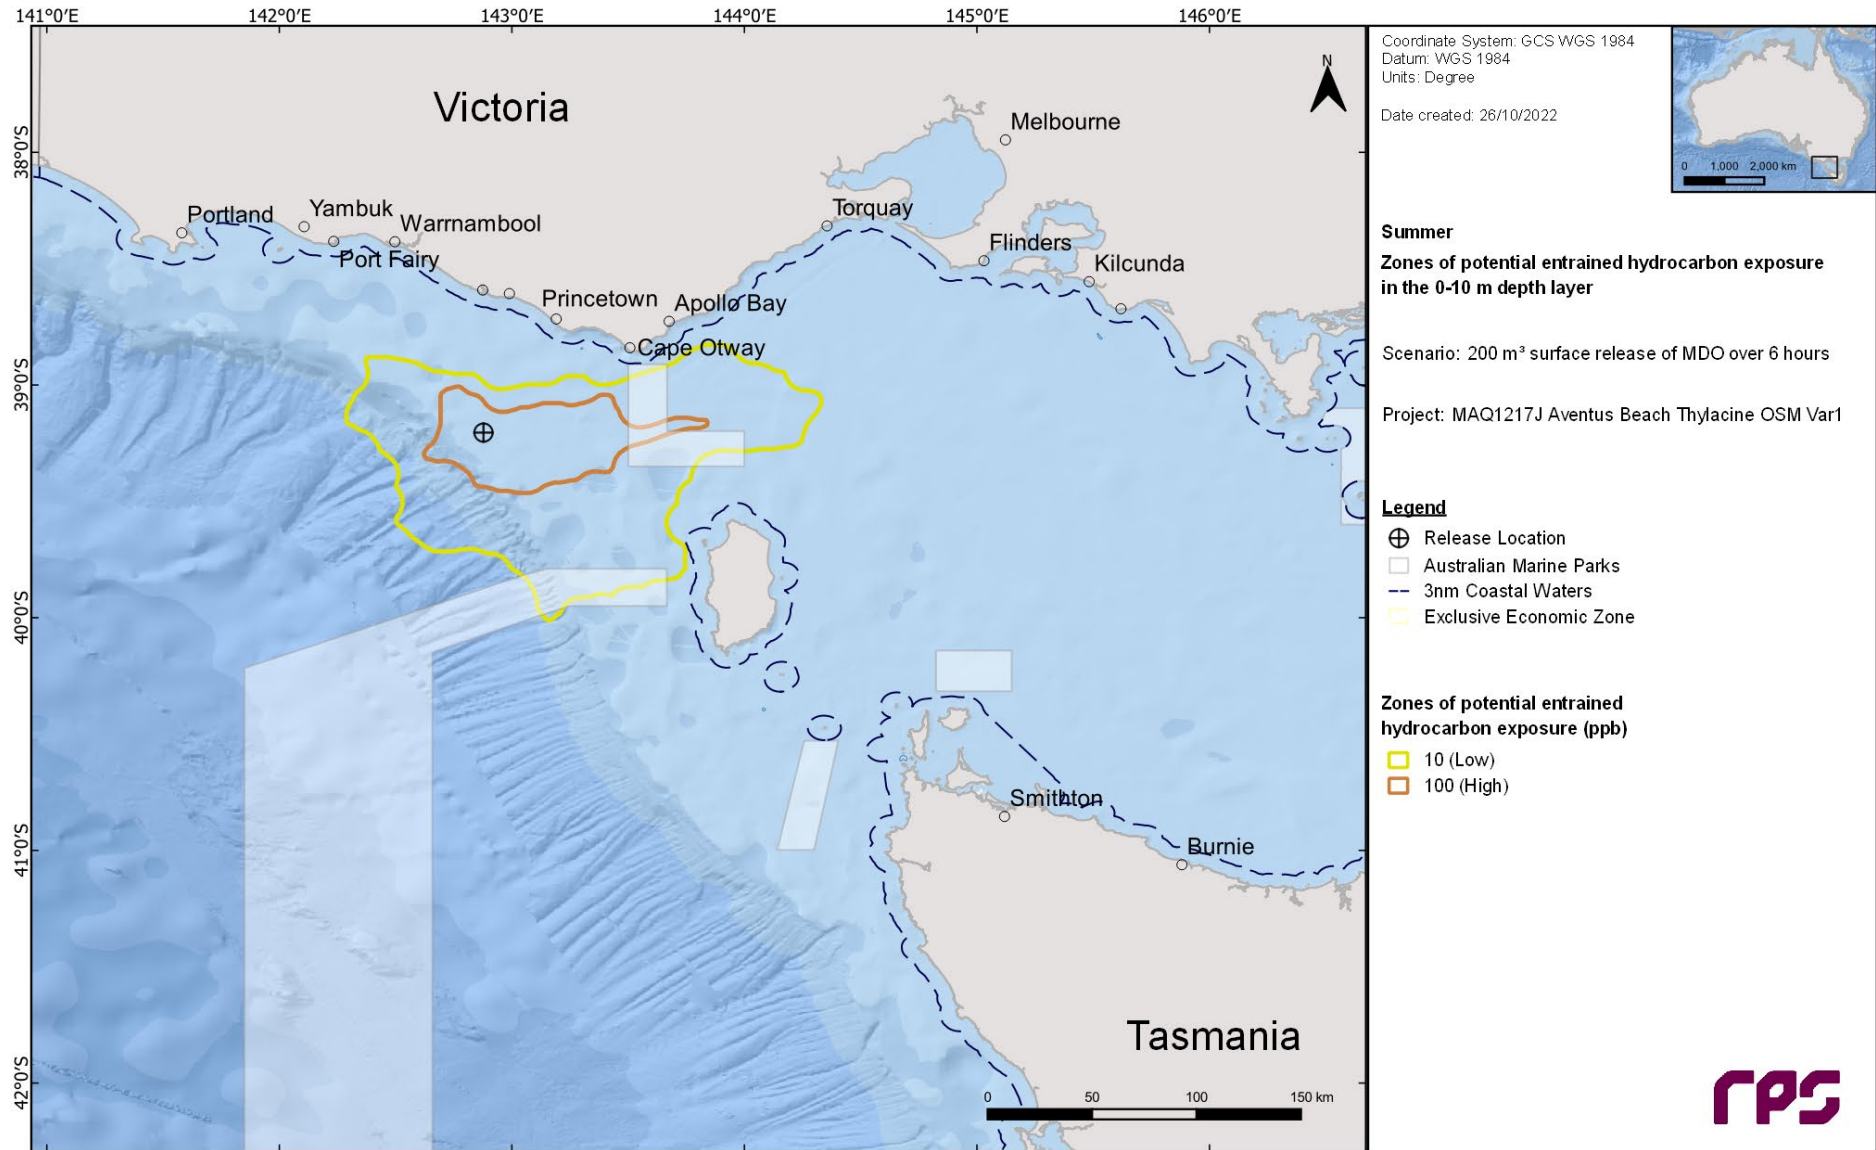 141°0'E 142°0'E 143°0'E 144°0'E 145°0'E 146°0'E
38°0'S
39°0'S
40°0'S
41°0'S
42°0'S
Victoria
N
Melbourne
Portland
Yambuk
Warrnambool
Port Fairy
Torquay
Flinders
Kilcunda
Princetown
Apollo Bay
Cape Otway
Smithton
Burnie
Tasmania
0 50 100 150 km
Coordinate System: GCS WGS 1984
Datum: WGS 1984
Units: Degree
Date created: 26/10/2022
0 1,000 2,000 km
Summer
Zones of potential entrained hydrocarbon exposure
in the 0-10 m depth layer
Scenario: 200 m³ surface release of MDO over 6 hours
Project: MAQ1217J Aventus Beach Thylacine OSM Var1
Legend
Release Location
Australian Marine Parks
3nm Coastal Waters
Exclusive Economic Zone
Zones of potential entrained
hydrocarbon exposure (ppb)
10 (Low)
100 (High)
rps